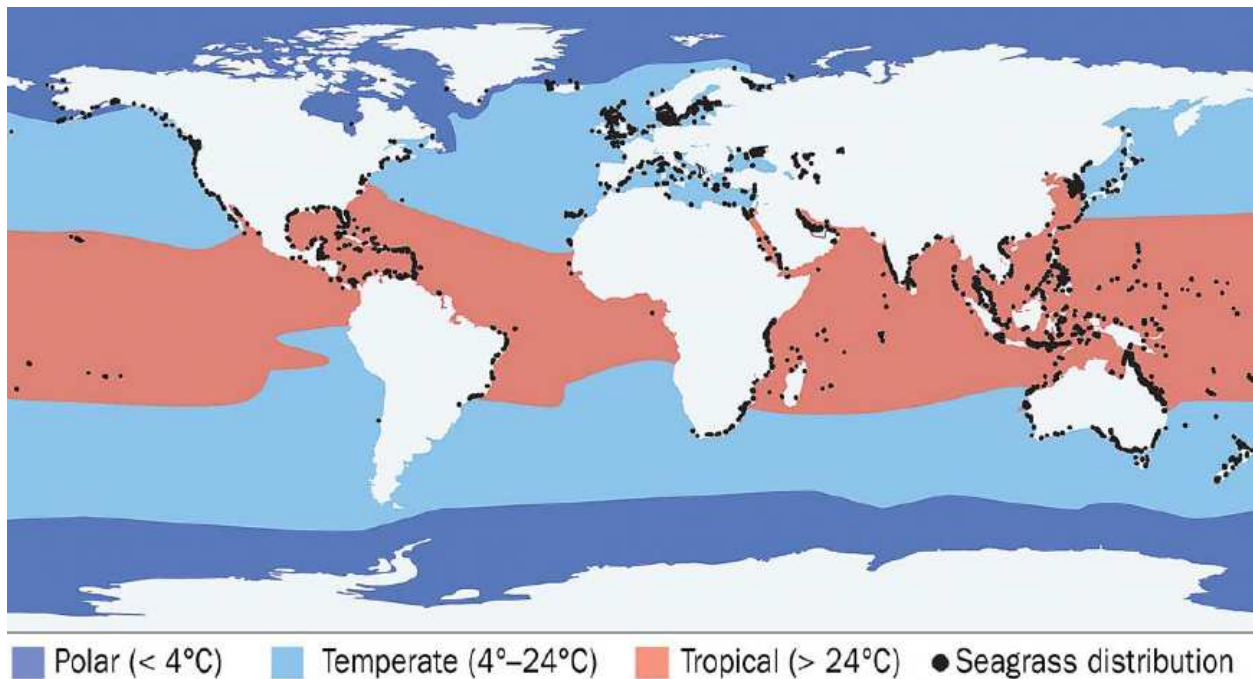 Polar (< 4°C) Temperate (4°–24°C) Tropical (> 24°C) Seagrass distribution